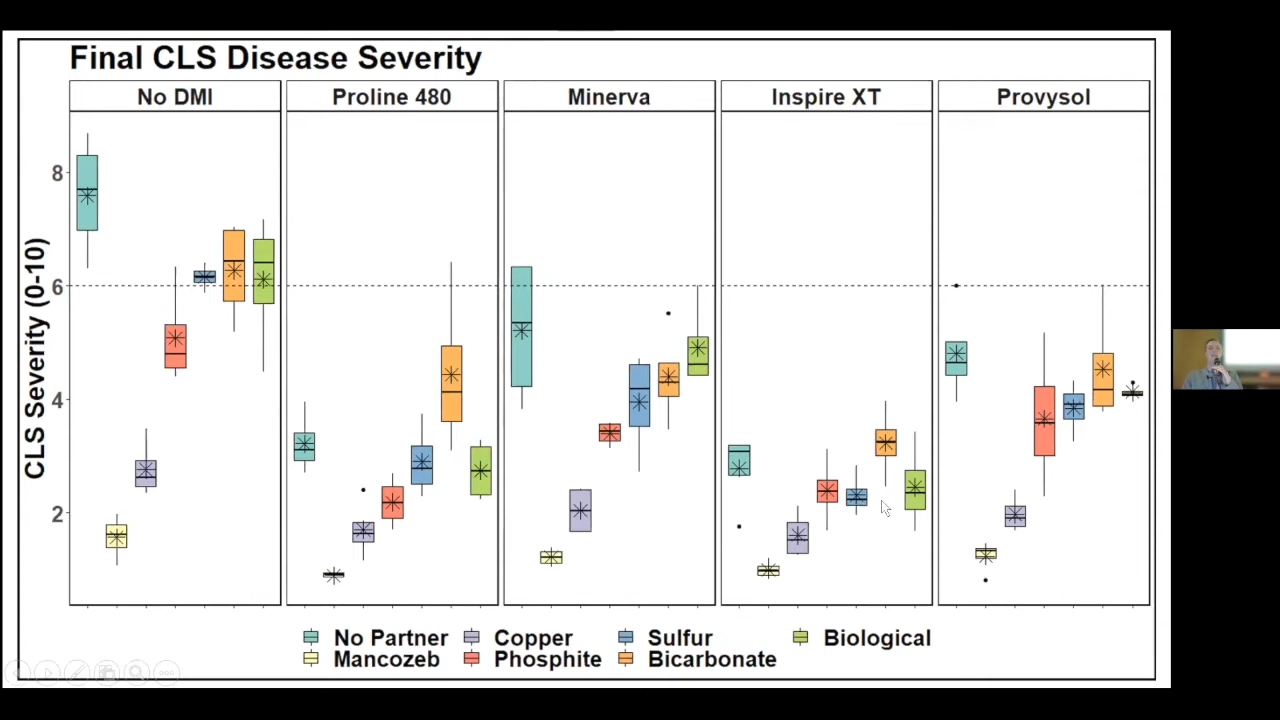 Final CLS Disease Severity
No DMI
Proline 480
Minerva
Inspire XT
Provysol
CLS Severity (0-10)
8
6
4
2
No Partner
Copper
Sulfur
Biological
Mancozeb
Phosphite
Bicarbonate